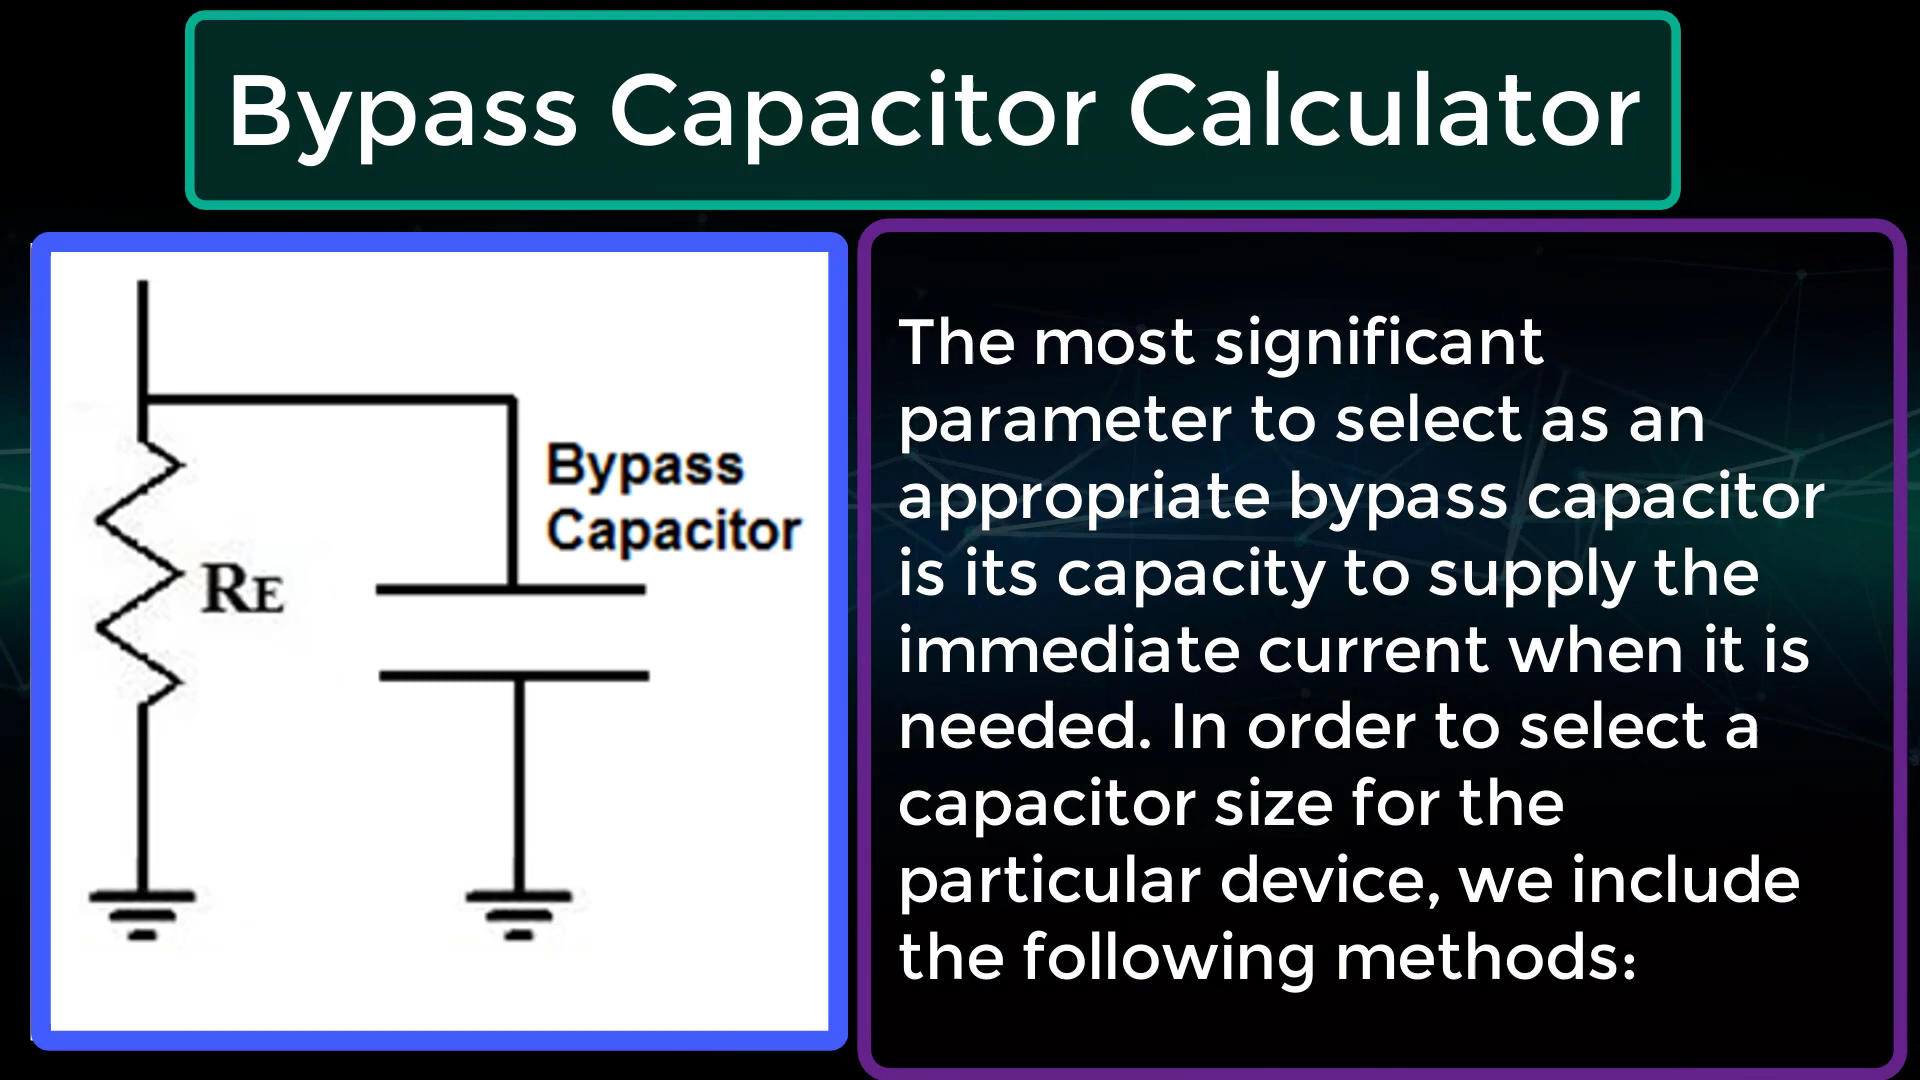 Bypass Capacitor Calculator
Bypass
Capacitor
RE
The most significant
parameter to select as an
appropriate bypass capacitor
is its capacity to supply the
immediate current when it is
needed. In order to select a
capacitor size for the
particular device, we include
the following methods: